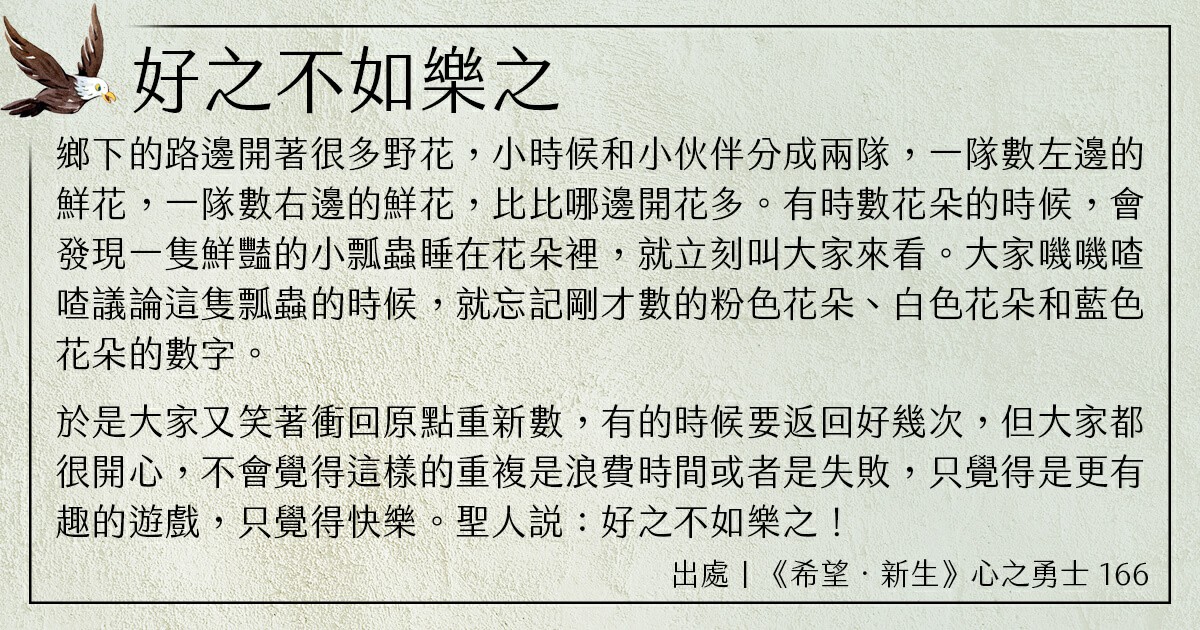 好之不如樂之
鄉下的路邊開著很多野花，小時候和小伙伴分成兩隊，一隊數左邊的
鮮花，一隊數右邊的鮮花，比比哪邊開花多。有時數花朵的時候，會
發現一隻鮮豔的小瓢蟲睡在花朵裡，就立刻叫大家來看。大家嘰嘰喳
喳議論這隻瓢蟲的時候，就忘記剛才數的粉色花朵、白色花朵和藍色
花朵的數字。
於是大家又笑著衝回原點重新數，有的時候要返回好幾次，但大家都
很開心，不會覺得這樣的重複是浪費時間或者是失敗，只覺得是更有
趣的遊戲，只覺得快樂。聖人説：好之不如樂之！
出處 | 《希望．新生》心之勇士 166